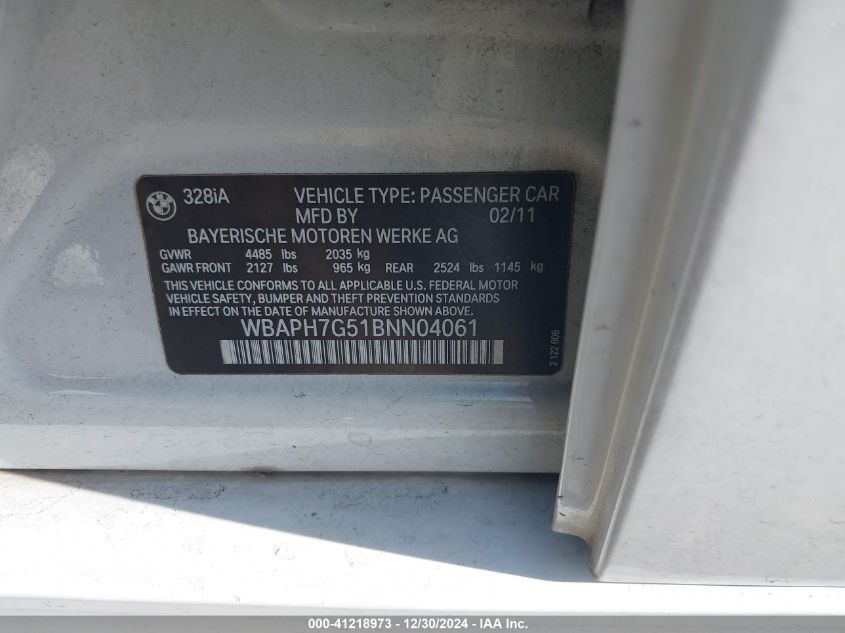 328iA VEHICLE TYPE: PASSENGER CAR
MFD BY 02/11
BAYERISCHE MOTOREN WERKE AG
GVWR 4485 lbs 2035 kg
GAWR FRONT 2127 lbs 965 kg REAR 2524 lbs 1145 kg
THIS VEHICLE CONFORMS TO ALL APPLICABLE U.S. FEDERAL MOTOR
VEHICLE SAFETY, BUMPER AND THEFT PREVENTION STANDARDS
IN EFFECT ON THE DATE OF MANUFACTURE SHOWN ABOVE.
WBAPH7G51BNN04061
2 122 606
000-41218973 - 12/30/2024 - IAA Inc.